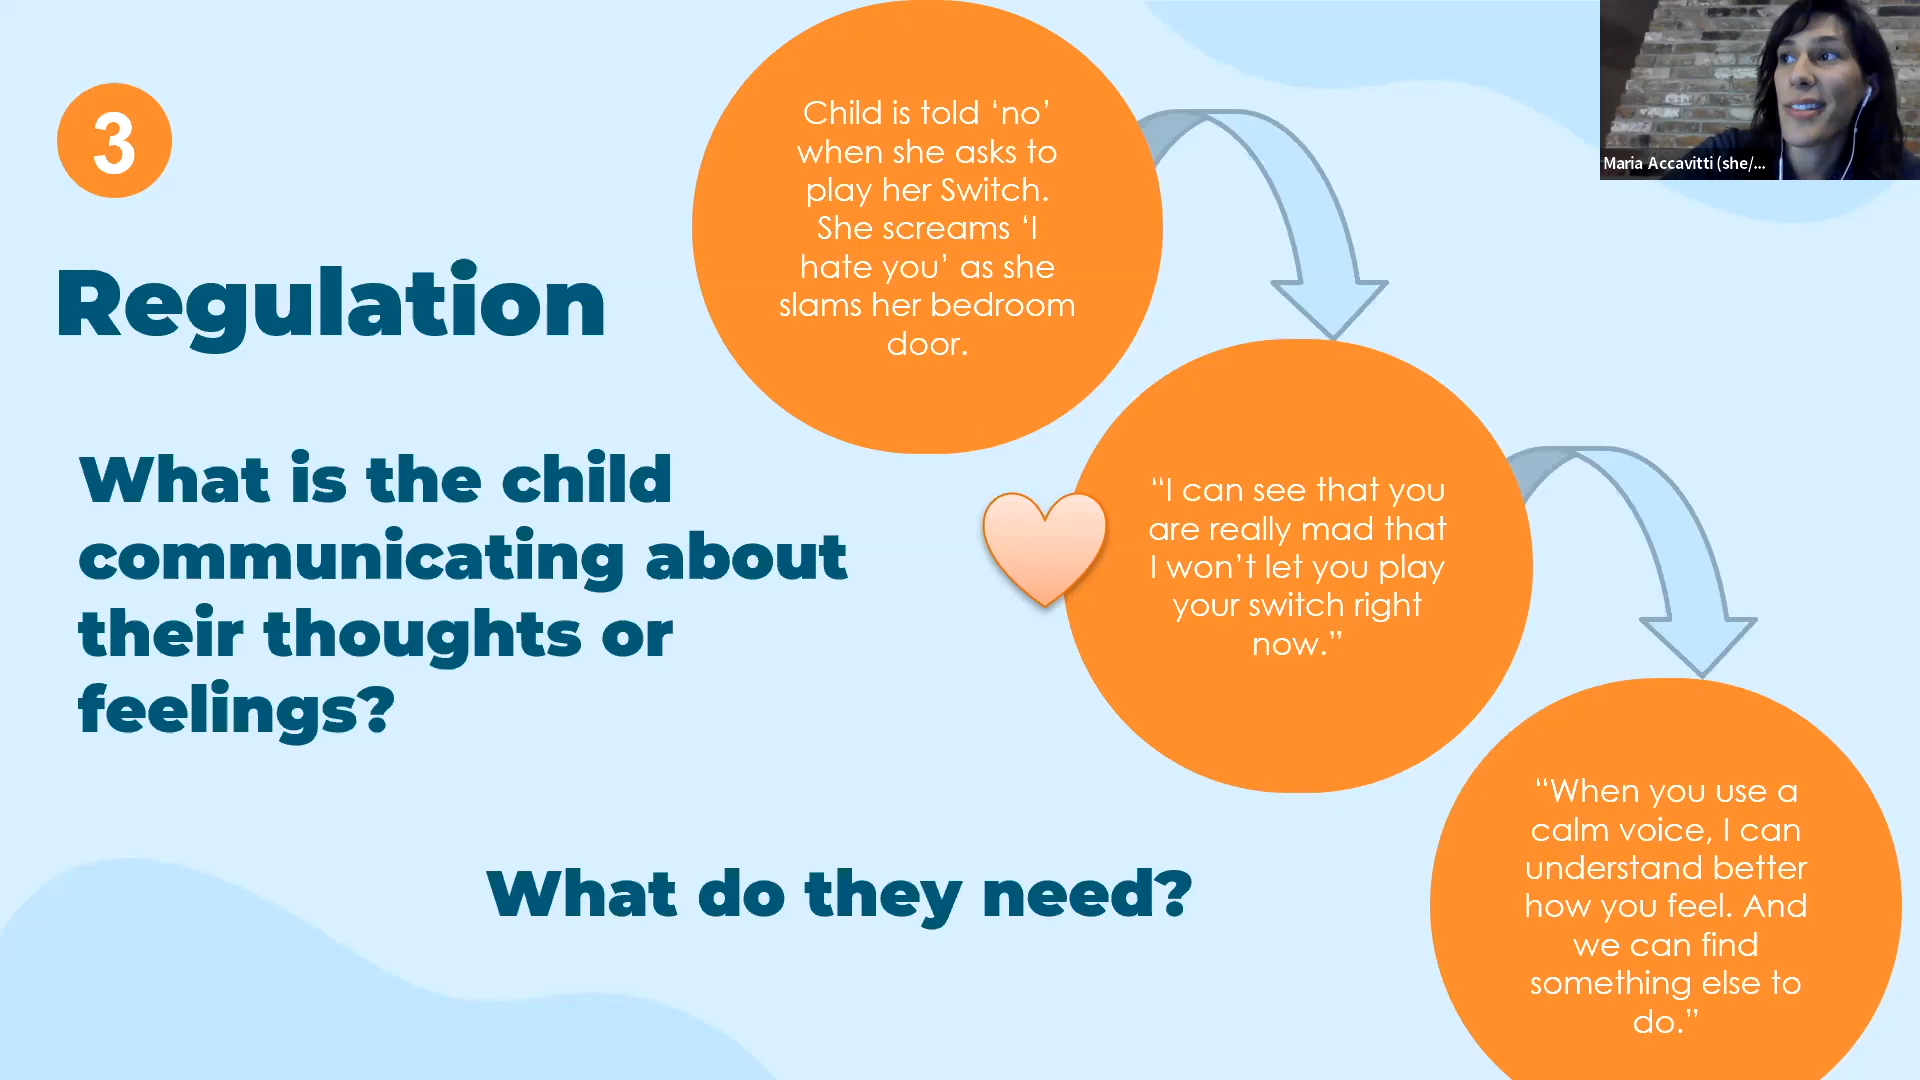 3
Regulation
What is the child
communicating about
their thoughts or
feelings?
What do they need?
Child is told ‘no’
when she asks to
play her Switch.
She screams ‘I
hate you’ as she
slams her bedroom
door.
“I can see that you
are really mad that
I won’t let you play
your switch right
now.”
“When you use a
calm voice, I can
understand better
how you feel. And
we can find
something else to
do.”
Maria Accavitti (she/...